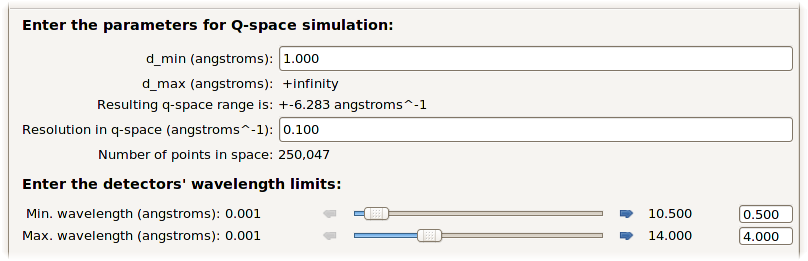 Enter the parameters for Q-space simulation:
d_min (angstroms): 1.000
d_max (angstroms): +infinity
Resulting q-space range is: +-6.283 angstroms^-1
Resolution in q-space (angstroms^-1): 0.100
Number of points in space: 250,047
Enter the detectors' wavelength limits:
Min. wavelength (angstroms): 0.001 10.500 0.500
Max. wavelength (angstroms): 0.001 14.000 4.000